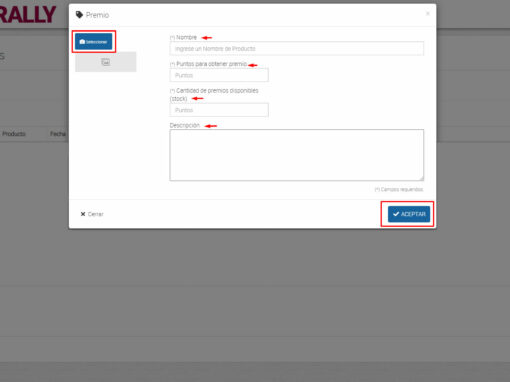 RALLY
Premio
×
Seleccionar
(*) Nombre
Ingrese un Nombre de Producto
(*) Puntos para obtener premio
Puntos
(*) Cantidad de premios disponibles
(stock)
Puntos
Descripción
Producto Fecha
(*) Campos requeridos
✖ Cerrar
✔ ACEPTAR